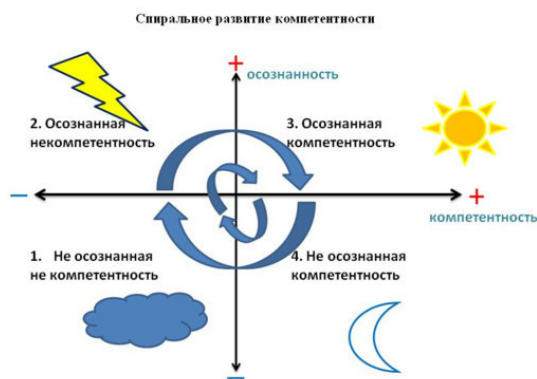 Спиральное развитие компетентности
+
осознанность
2. Осознанная
некомпетентность
3. Осознанная
компетентность
–
+
компетентность
1. Не осознанная
не компетентность
4. Не осознанная
компетентность
–